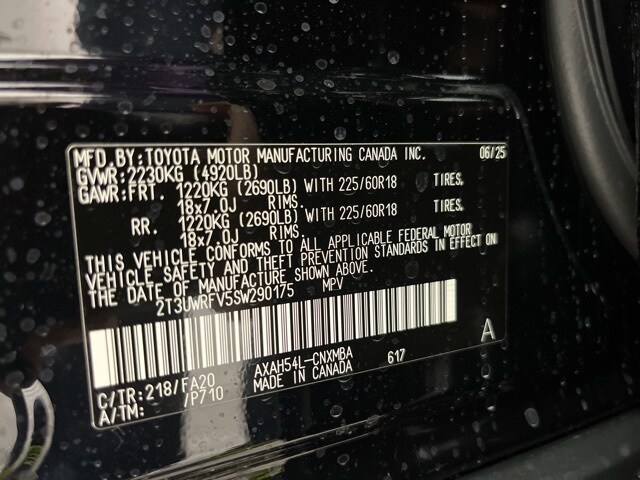 MFD. BY: TOYOTA MOTOR MANUFACTURING CANADA INC. 06/25
GVWR: 2230KG (4920LB)
GAWR: FRT. 1220KG (2690LB) WITH 225/60R18 TIRES,
18x7.0J RIMS.
RR. 1220KG (2690LB) WITH 225/60R18 TIRES,
18x7.0J RIMS.
THIS VEHICLE CONFORMS TO ALL APPLICABLE FEDERAL MOTOR
VEHICLE SAFETY AND THEFT PREVENTION STANDARDS IN EFFECT ON
THE DATE OF MANUFACTURE SHOWN ABOVE.
2T3UWRFV5SW290175 MPV
A
C/TR: 218/FA20 AXAH54L-CNXMBA 617
A/TM: /P710 MADE IN CANADA